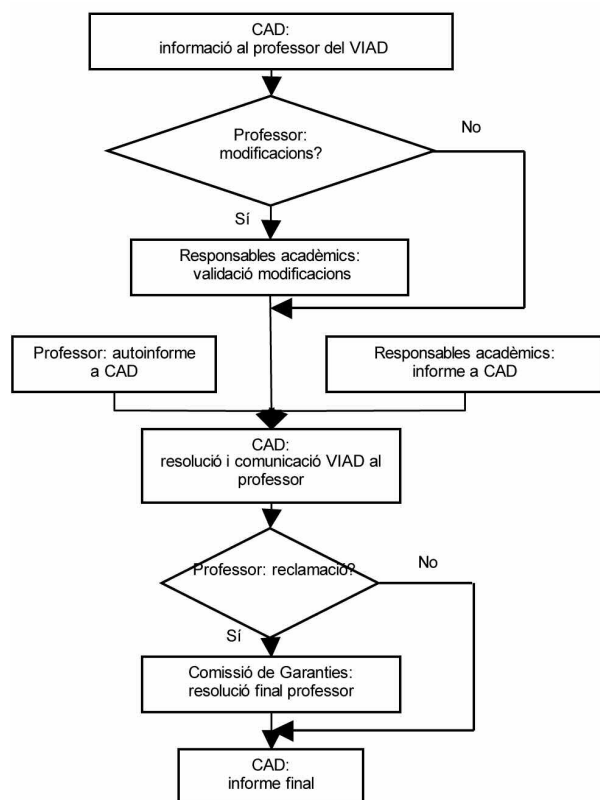 CAD:
informació al professor del VIAD
Professor:
modificacions?
No
Sí
Responsables acadèmics:
validació modificacions
Professor: autoinforme
a CAD
Responsables acadèmics:
informe a CAD
CAD:
resolució i comunicació VIAD al
professor
Professor: reclamació?
No
Sí
Comissió de Garanties:
resolució final professor
CAD:
informe final